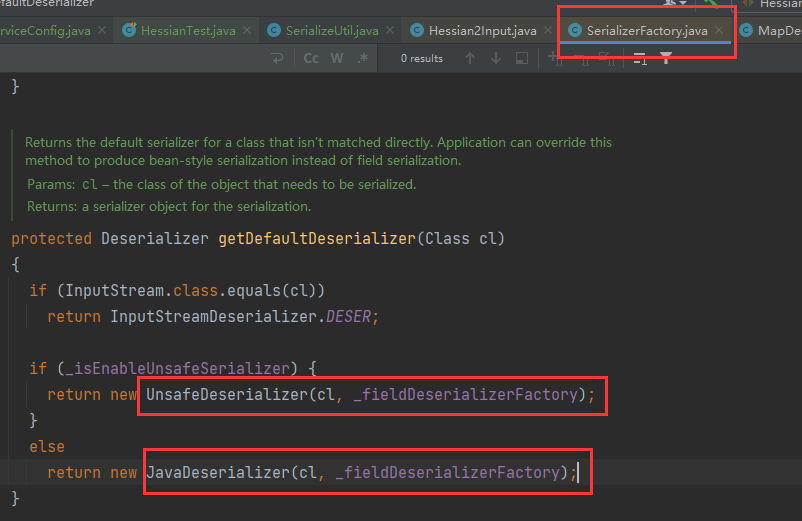 efaultDeserializer
rviceConfig.java × HessianTest.java × SerializeUtil.java × Hessian2Input.java × SerializerFactory.java × MapDe
Cc W .* 0 results
}
Returns the default serializer for a class that isn't matched directly. Application can override this
method to produce bean-style serialization instead of field serialization.
Params: cl – the class of the object that needs to be serialized.
Returns: a serializer object for the serialization.
protected Deserializer getDefaultDeserializer(Class cl)
{
if (InputStream.class.equals(cl))
return InputStreamDeserializer.DESER;
if (_isEnableUnsafeSerializer) {
return new UnsafeDeserializer(cl, _fieldDeserializerFactory);
}
else
return new JavaDeserializer(cl, _fieldDeserializerFactory);
}